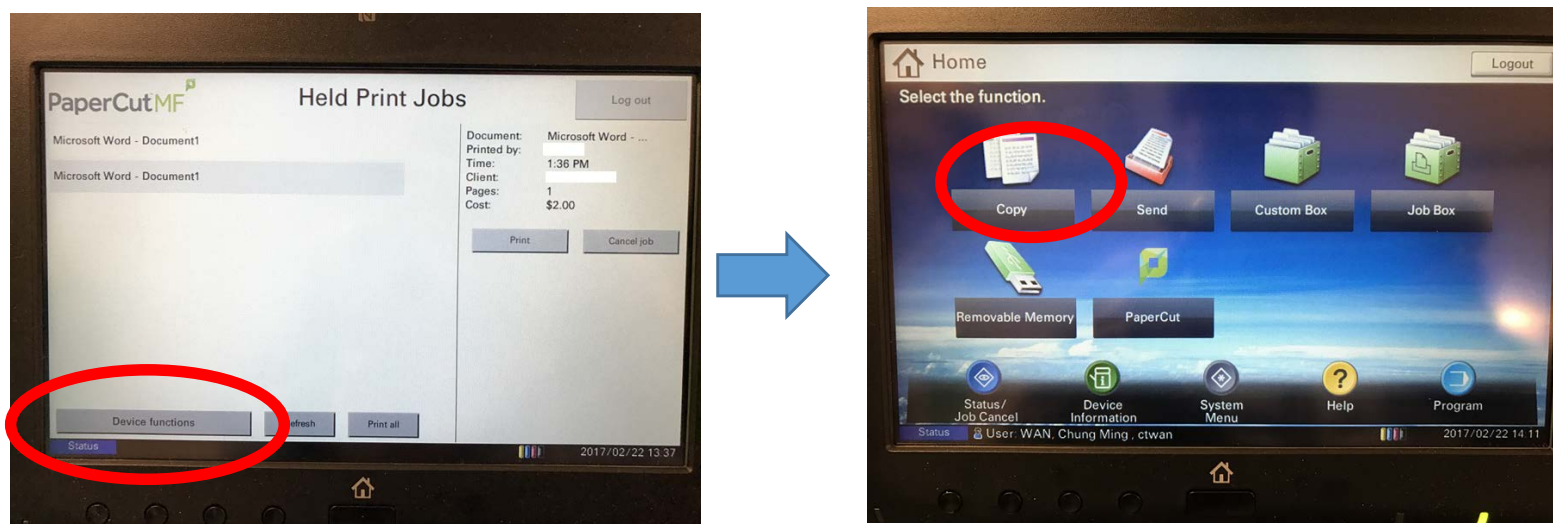 PaperCut MF
Held Print Jobs
Log out
Microsoft Word - Document1
Microsoft Word - Document1
Document: Microsoft Word - ...
Printed by:
Time: 1:36 PM
Client:
Pages: 1
Cost: $2.00
Print
Cancel job
Device functions
efresh
Print all
Status
2017/02/22 13 37
Home
Logout
Select the function.
Copy
Send
Custom Box
Job Box
Removable Memory
PaperCut
Status/
Job Cancel
Device
Information
System
Menu
Help
Program
Status
User: WAN, Chung Ming , ctwan
2017/02/22 14 11